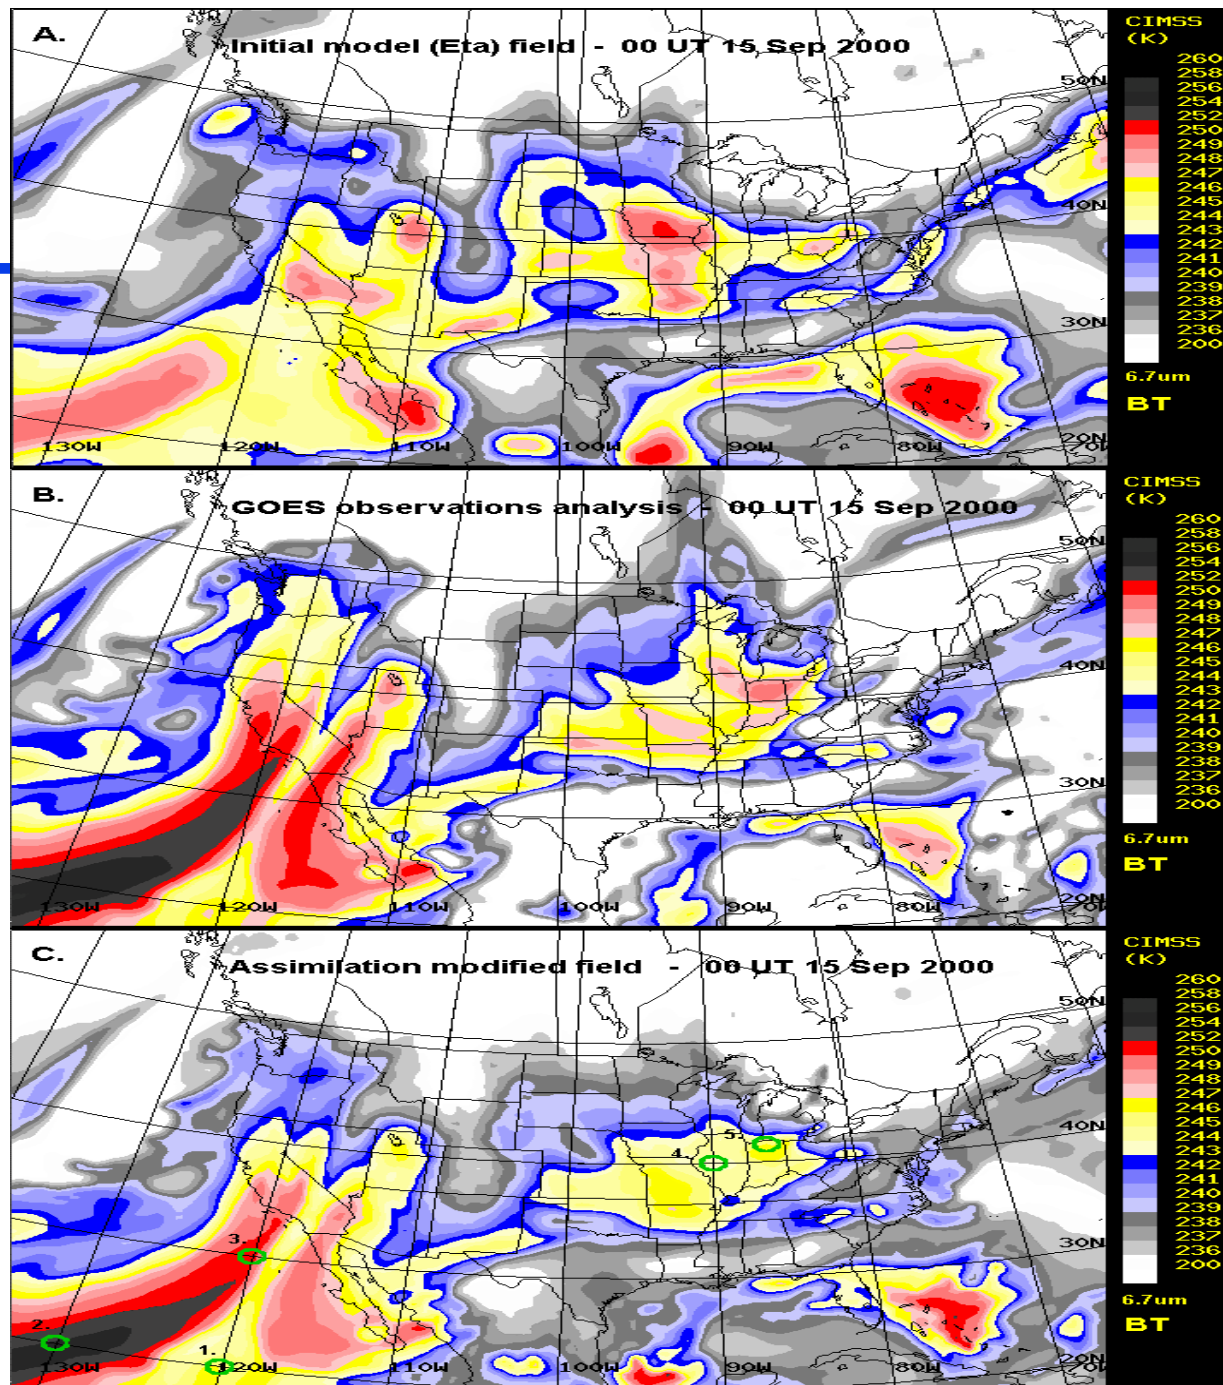 A.
Initial model (Eta) field - 00 UT 15 Sep 2000
50N
40N
30N
20N
130W
120W
110W
100W
90W
80W
70W
CIMSS
(K)
260
258
256
254
252
250
249
248
247
246
245
244
243
242
241
240
239
238
237
236
200
6.7um
BT
B.
GOES observations analysis - 00 UT 15 Sep 2000
50N
40N
30N
20N
130W
120W
110W
100W
90W
80W
70W
CIMSS
(K)
260
258
256
254
252
250
249
248
247
246
245
244
243
242
241
240
239
238
237
236
200
6.7um
BT
C.
Assimilation modified field - 00 UT 15 Sep 2000
50N
40N
30N
20N
5.
4.
3.
2.
1.
130W
120W
110W
100W
90W
80W
70W
CIMSS
(K)
260
258
256
254
252
250
249
248
247
246
245
244
243
242
241
240
239
238
237
236
200
6.7um
BT